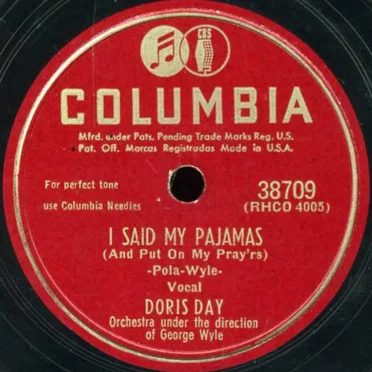 CBS
COLUMBIA
Mfrd. under Pats. Pending Trade Marks Reg. U.S.
Pat. Off. Marcas Registradas Made in U.S.A.
For perfect tone
use Columbia Needles
38709
(RHCO 4005)
I SAID MY PAJAMAS
(And Put On My Pray'rs)
-Pola-Wyle-
Vocal
DORIS DAY
Orchestra under the direction
of George Wyle